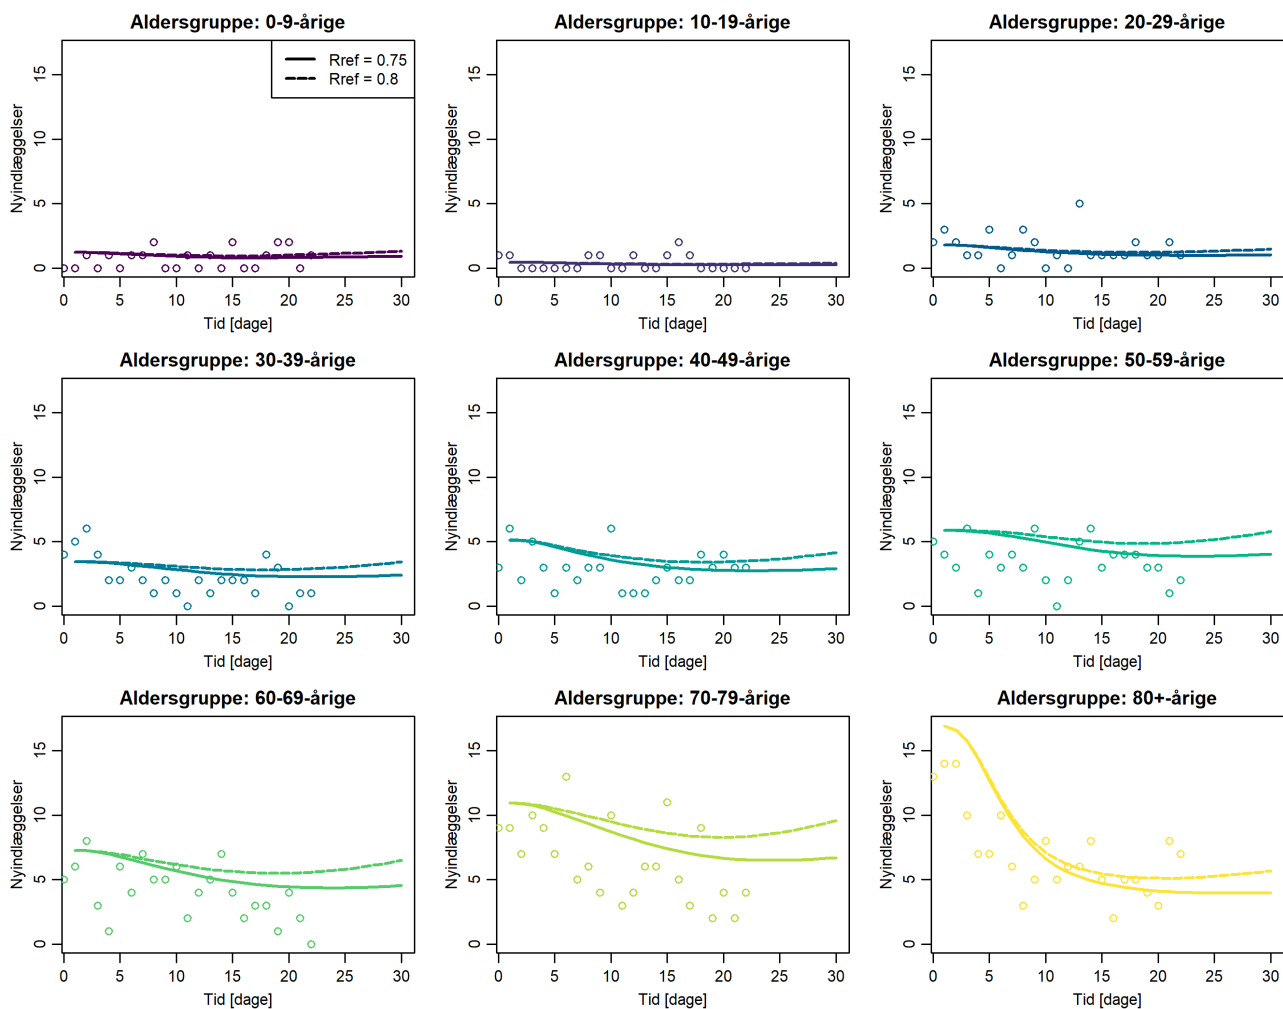 Aldersgruppe: 0-9-årige
Nyindlæggelser
0 5 10 15
0 5 10 15 20 25 30
Tid [dage]
Rref = 0.75
Rref = 0.8
Aldersgruppe: 10-19-årige
Nyindlæggelser
0 5 10 15
0 5 10 15 20 25 30
Tid [dage]
Aldersgruppe: 20-29-årige
Nyindlæggelser
0 5 10 15
0 5 10 15 20 25 30
Tid [dage]
Aldersgruppe: 30-39-årige
Nyindlæggelser
0 5 10 15
0 5 10 15 20 25 30
Tid [dage]
Aldersgruppe: 40-49-årige
Nyindlæggelser
0 5 10 15
0 5 10 15 20 25 30
Tid [dage]
Aldersgruppe: 50-59-årige
Nyindlæggelser
0 5 10 15
0 5 10 15 20 25 30
Tid [dage]
Aldersgruppe: 60-69-årige
Nyindlæggelser
0 5 10 15
0 5 10 15 20 25 30
Tid [dage]
Aldersgruppe: 70-79-årige
Nyindlæggelser
0 5 10 15
0 5 10 15 20 25 30
Tid [dage]
Aldersgruppe: 80+-årige
Nyindlæggelser
0 5 10 15
0 5 10 15 20 25 30
Tid [dage]